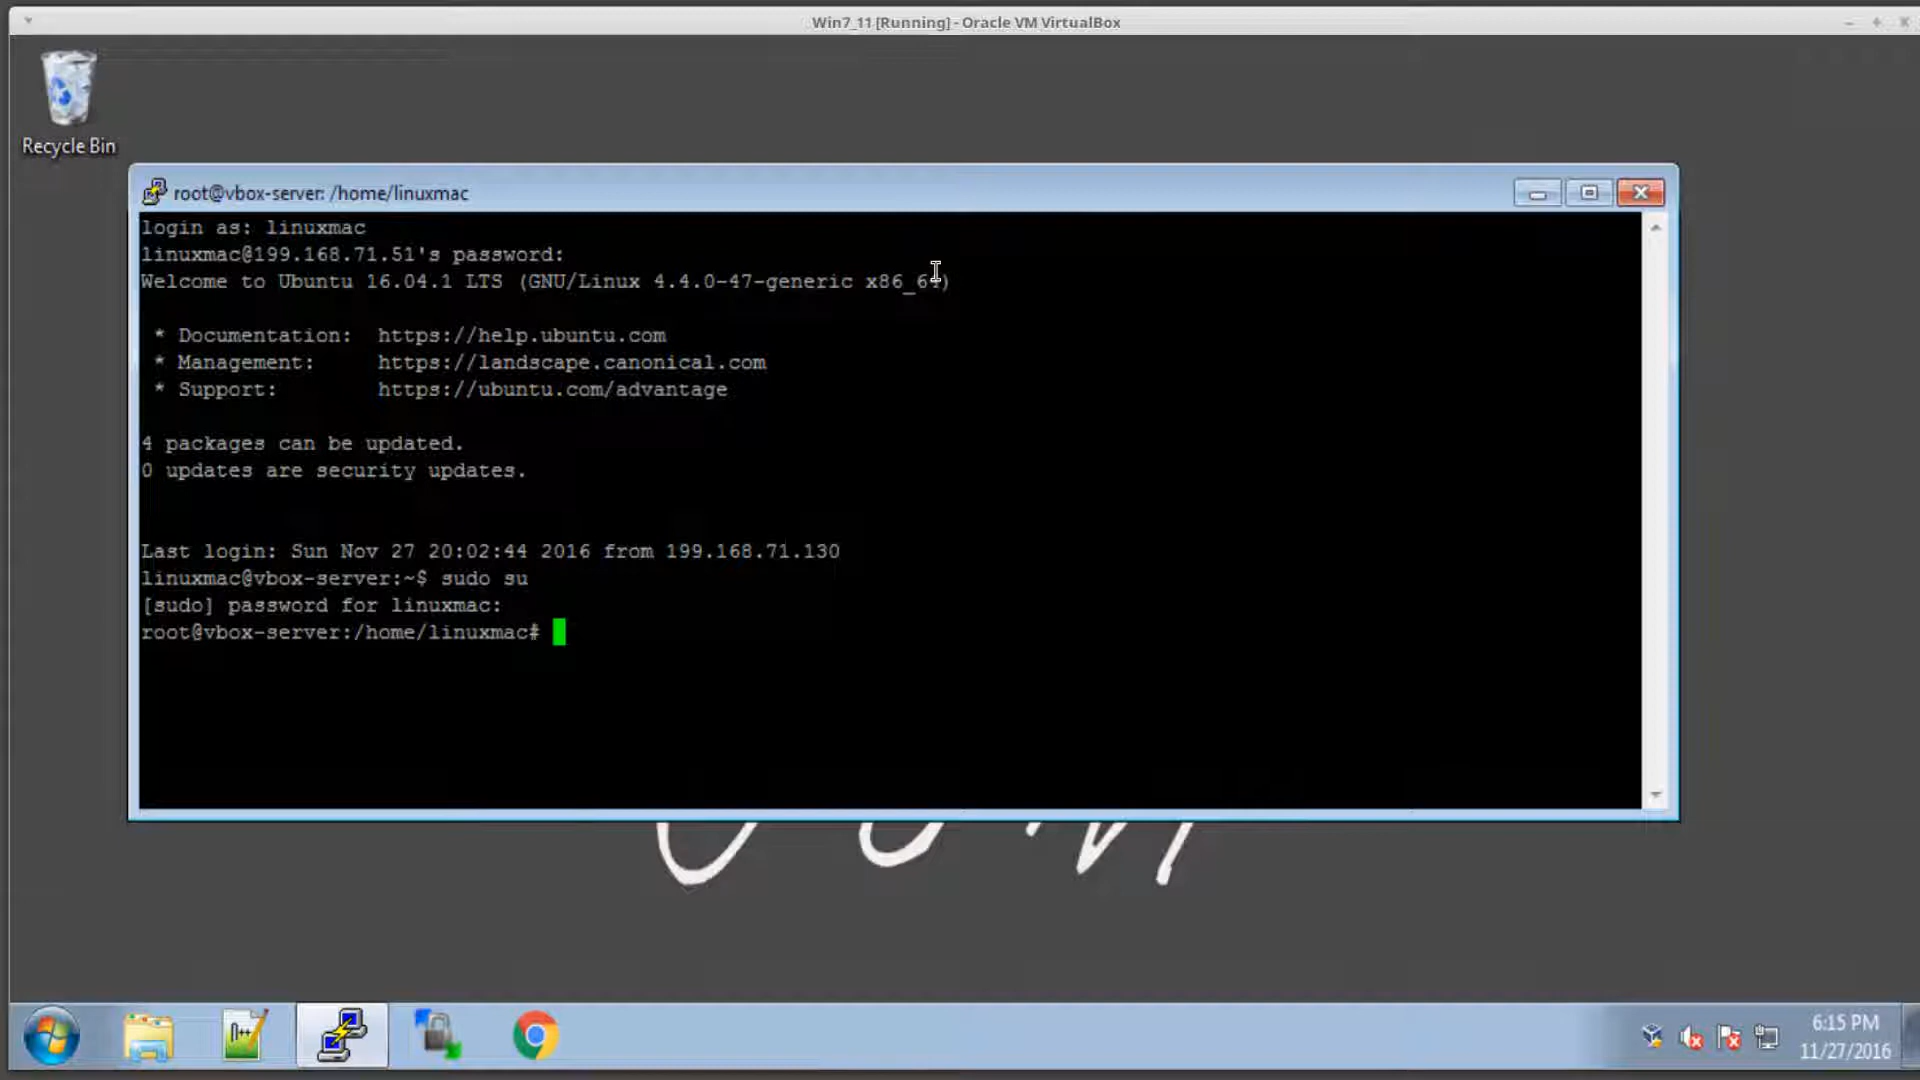 Win7_11 [Running] - Oracle VM VirtualBox
Recycle Bin
root@vbox-server: /home/linuxmac
login as: linuxmac
linuxmac@199.168.71.51's password:
Welcome to Ubuntu 16.04.1 LTS (GNU/Linux 4.4.0-47-generic x86_64)
* Documentation: https://help.ubuntu.com
* Management: https://landscape.canonical.com
* Support: https://ubuntu.com/advantage
4 packages can be updated.
0 updates are security updates.
Last login: Sun Nov 27 20:02:44 2016 from 199.168.71.130
linuxmac@vbox-server:~$ sudo su
[sudo] password for linuxmac:
root@vbox-server:/home/linuxmac#
6:15 PM
11/27/2016